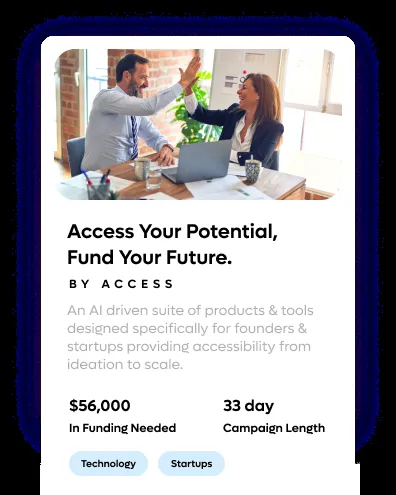 Access Your Potential,
Fund Your Future.
BY ACCESS
An AI driven suite of products & tools
designed specifically for founders &
startups providing accessibility from
ideation to scale.
$56,000
33 day
In Funding Needed
Campaign Length
Technology
Startups